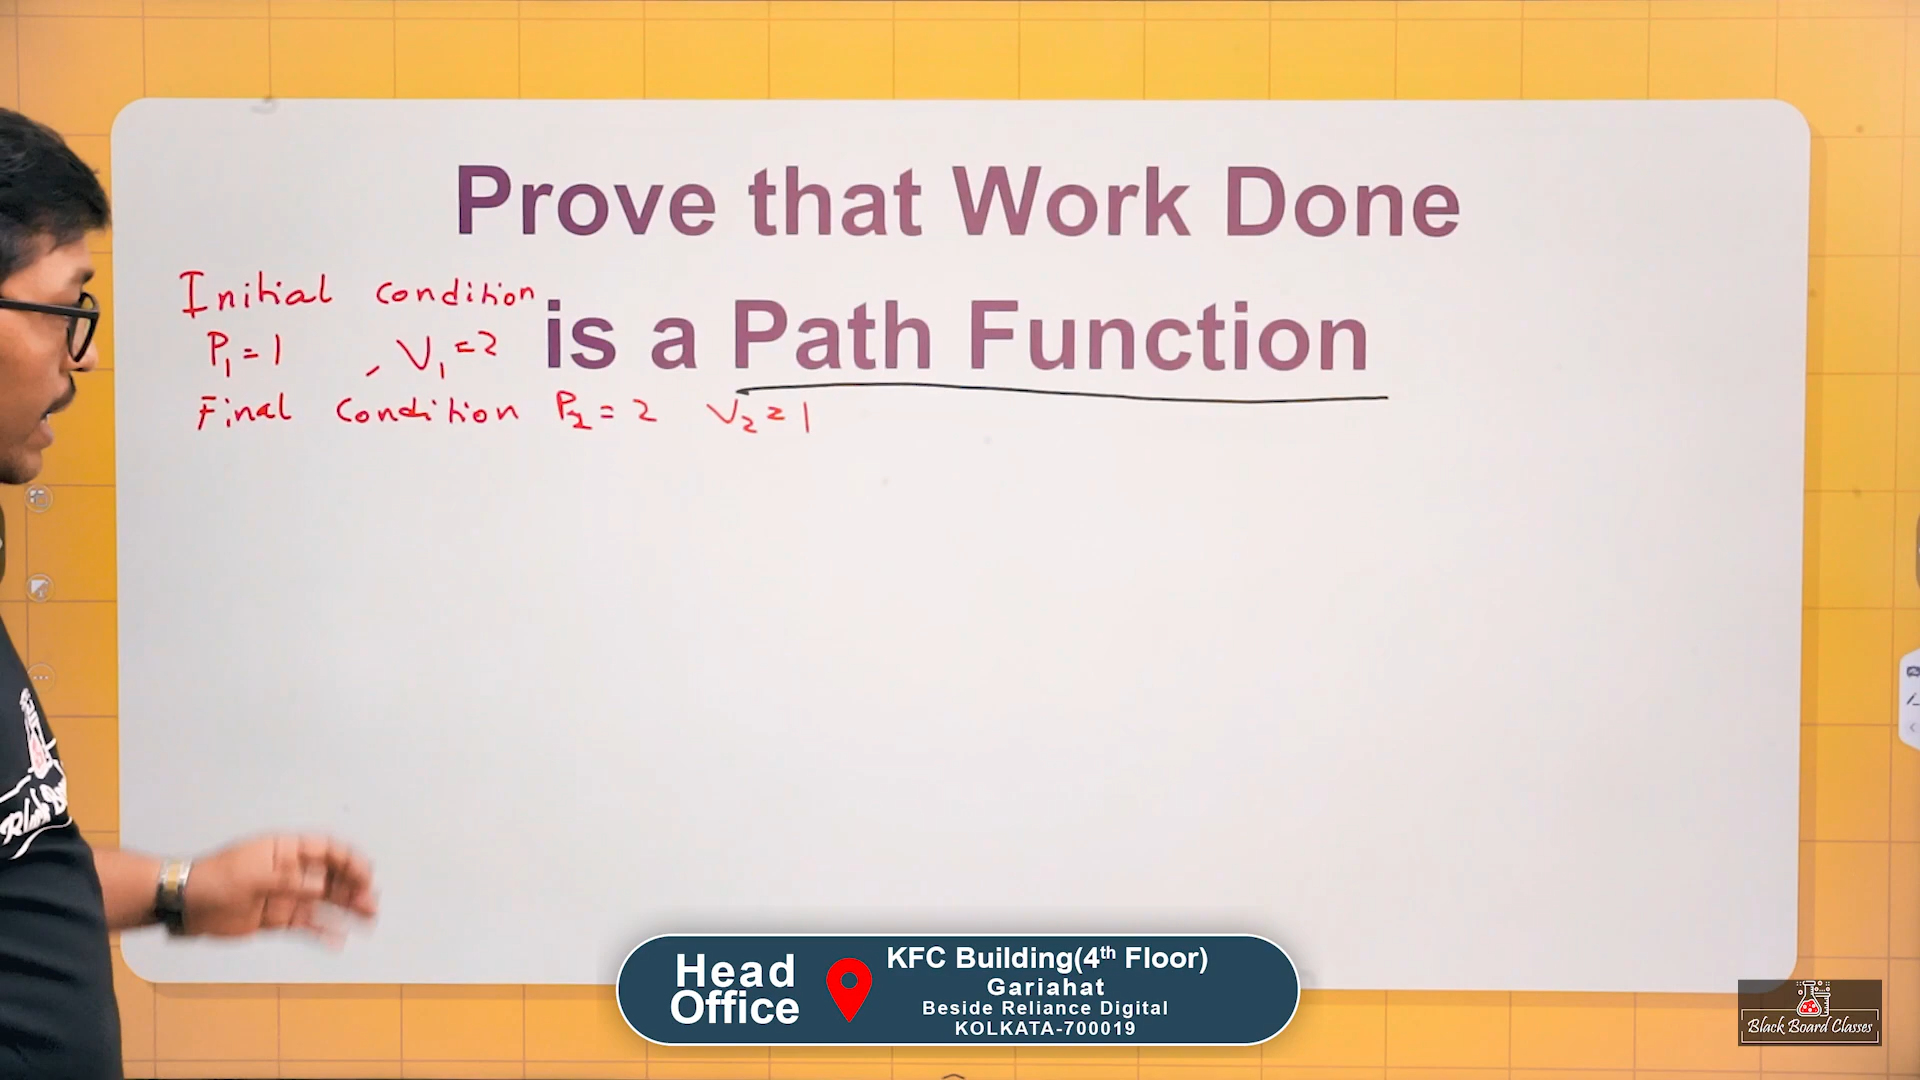 Prove that Work Done
is a Path Function
Initial condition
P₁ = 1 , V₁ = 2
Final Condition P₂ = 2 V₂ = 1
Head
Office
KFC Building(4th Floor)
Gariahat
Beside Reliance Digital
KOLKATA-700019
Black Board Classes